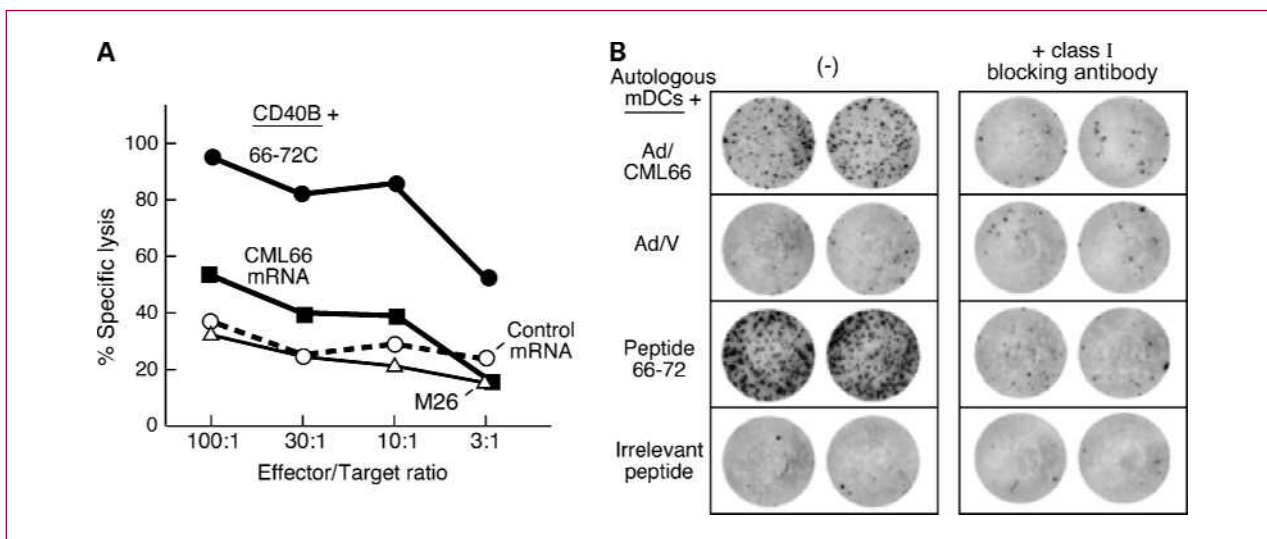 A
CD40B +
66-72C
100
80
60
40
20
0
% Specific lysis
CML66
mRNA
Control
mRNA
M26
100:1 30:1 10:1 3:1
Effector/Target ratio
B
Autologous
mDCs +
(-)
+ class I
blocking antibody
Ad/
CML66
Ad/V
Peptide
66-72
Irrelevant
peptide